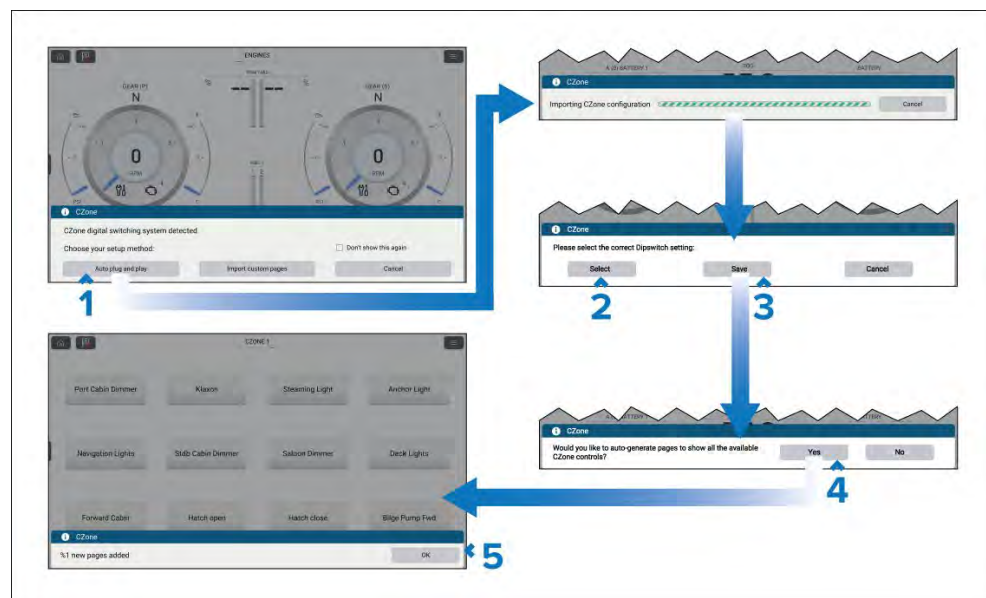 ENGINES
GEAR (P)
N
0
RPM
GEAR (S)
N
0
CZone
CZone digital switching system detected
Choose your setup method:
Don't show this again
Auto plug and play
Import custom pages
Cancel
1
CZone
Importing CZone configuration
Cancel
CZone
Please select the correct Dipswitch setting:
Select
Save
Cancel
2
3
CZone
Would you like to auto-generate pages to show all the available
CZone controls?
Yes
No
4
CZONE 1
Port Cabin Dimmer
Klaxon
Steaming Light
Anchor Light
Navigation Lights
Stbb Cabin Dimmer
Saloon Dimmer
Deck Lights
Forward Cabin
Hatch open
Hatch close
Bilge Pump Fwd
CZone
%1 new pages added
OK
5